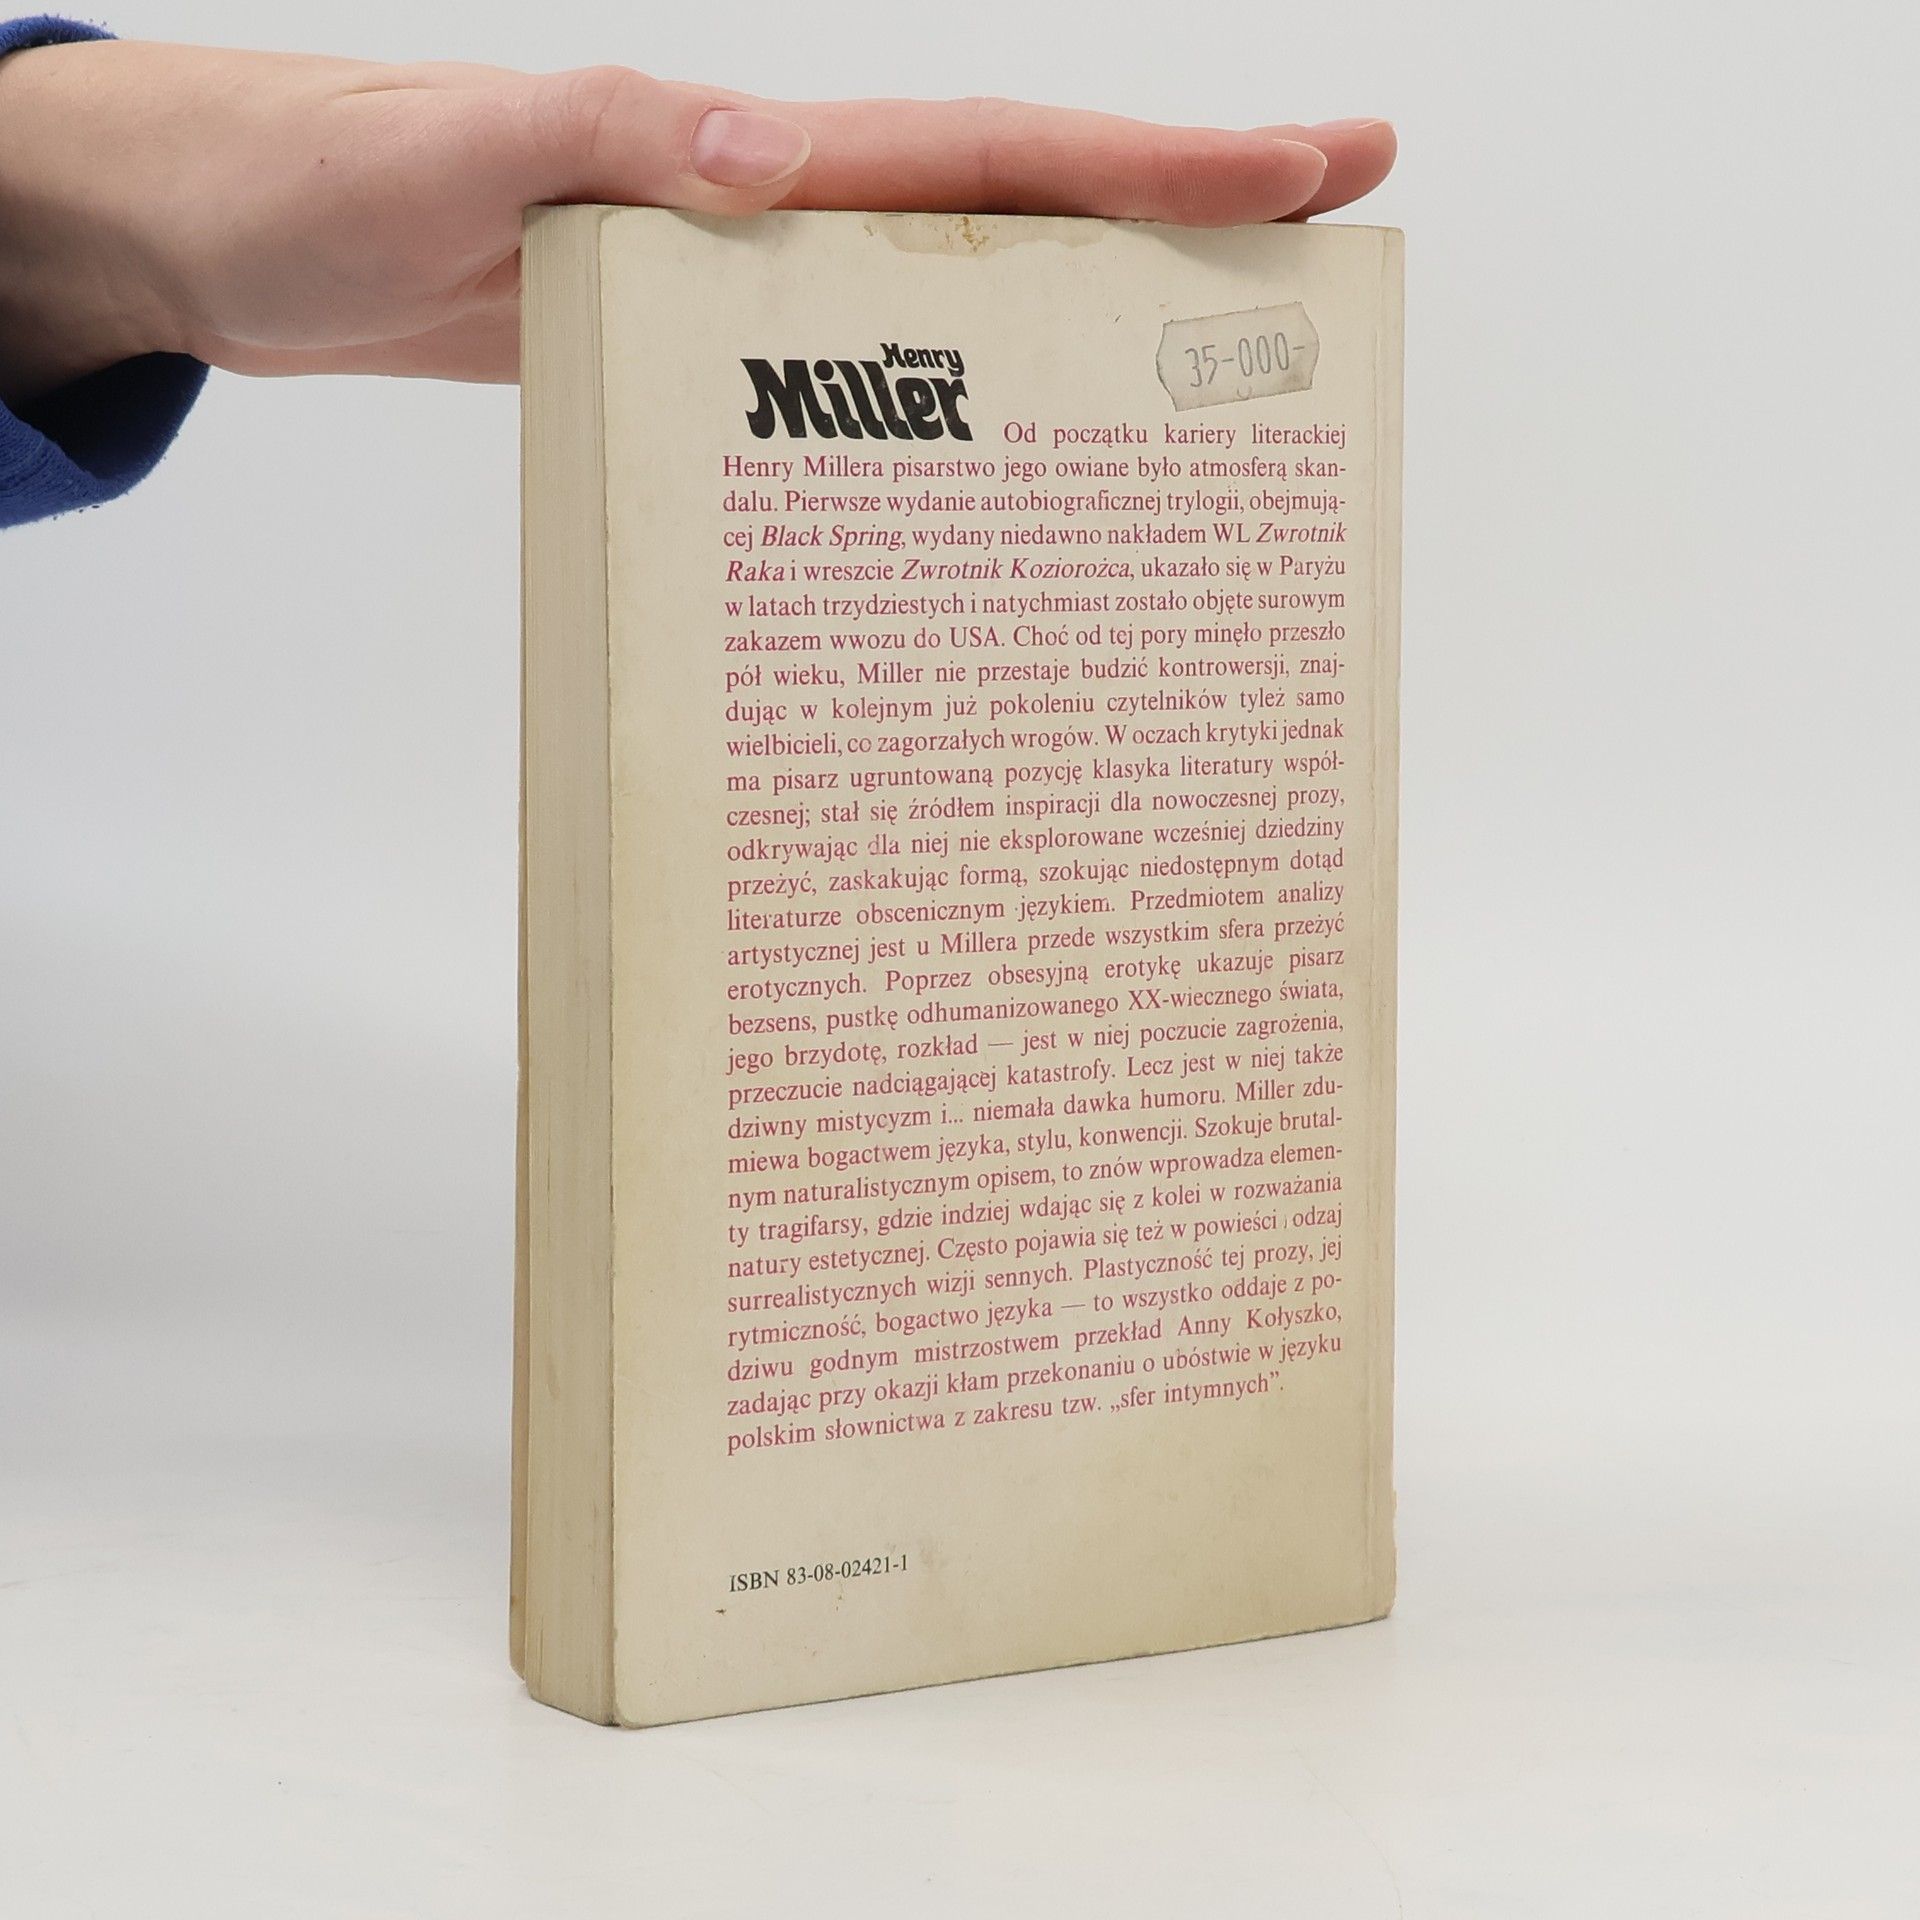 Henry
Miller
35-000-
Od początku kariery literackiej
Henry Millera pisarstwo jego owiane było atmosferą skan-
dalu. Pierwsze wydanie autobiograficznej trylogii, obejmują-
cej Black Spring, wydany niedawno nakładem WL Zwrotnik
Raka i wreszcie Zwrotnik Koziorożca, ukazało się w Paryżu
w latach trzydziestych i natychmiast zostało objęte surowym
zakazem wwozu do USA. Choć od tej pory minęło przeszło
pół wieku, Miller nie przestaje budzić kontrowersji, znaj-
dując w kolejnym już pokoleniu czytelników tyleż samo
wielbicieli, co zagorzałych wrogów. W oczach krytyki jednak
ma pisarz ugruntowaną pozycję klasyka literatury współ-
czesnej; stał się źródłem inspiracji dla nowoczesnej prozy,
odkrywając dla niej nie eksplorowane wcześniej dziedziny
przeżyć, zaskakując formą, szokując niedostępnym dotąd
literaturze obscenicznym językiem. Przedmiotem analizy
artystycznej jest u Millera przede wszystkim sfera przeżyć
erotycznych. Poprzez obsesyjną erotykę ukazuje pisarz
bezsens, pustkę odhumanizowanego XX-wiecznego świata,
jego brzydotę, rozkład — jest w niej poczucie zagrożenia,
przeczucie nadciągającej katastrofy. Lecz jest w niej także
dziwny mistycyzm i... niemała dawka humoru. Miller zdu-
miewa bogactwem języka, stylu, konwencji. Szokuje brutal-
nym naturalistycznym opisem, to znów wprowadza elemen-
ty tragifarsy, gdzie indziej wdając się z kolei w rozważania
natury estetycznej. Często pojawia się też w powieści rodzaj
surrealistycznych wizji sennych. Plastyczność tej prozy, jej
rytmiczność, bogactwo języka — to wszystko oddaje z po-
dziwu godnym mistrzostwem przekład Anny Kołyszko,
zadając przy okazji kłam przekonaniu o ubóstwie w języku
polskim słownictwa z zakresu tzw. „sfer intymnych”.
ISBN 83-08-02421-1